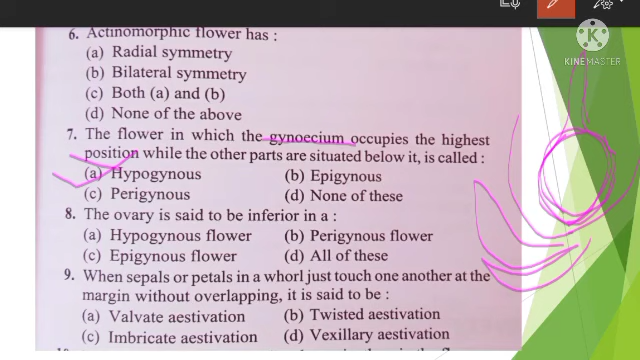 KINEMASTER
6. Actinomorphic flower has :
(a) Radial symmetry
(b) Bilateral symmetry
(c) Both (a) and (b)
(d) None of the above
7. The flower in which the gynoecium occupies the highest
position while the other parts are situated below it, is called :
(a) Hypogynous (b) Epigynous
(c) Perigynous (d) None of these
8. The ovary is said to be inferior in a :
(a) Hypogynous flower (b) Perigynous flower
(c) Epigynous flower (d) All of these
9. When sepals or petals in a whorl just touch one another at the
margin without overlapping, it is said to be :
(a) Valvate aestivation (b) Twisted aestivation
(c) Imbricate aestivation (d) Vexillary aestivation